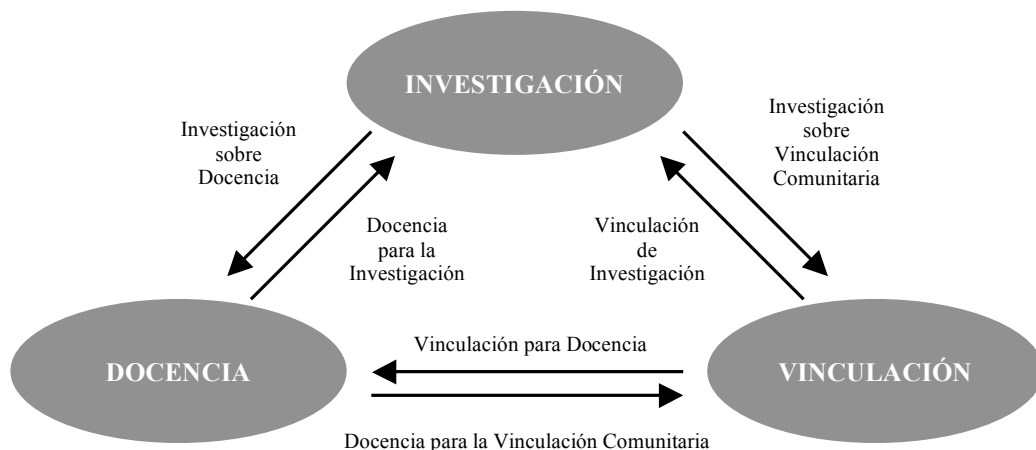 INVESTIGACIÓN
Investigación
sobre
Docencia
Investigación
sobre
Vinculación
Comunitaria
Docencia
para la
Investigación
Vinculación
de
Investigación
DOCENCIA
Vinculación para Docencia
VINCULACIÓN
Docencia para la Vinculación Comunitaria